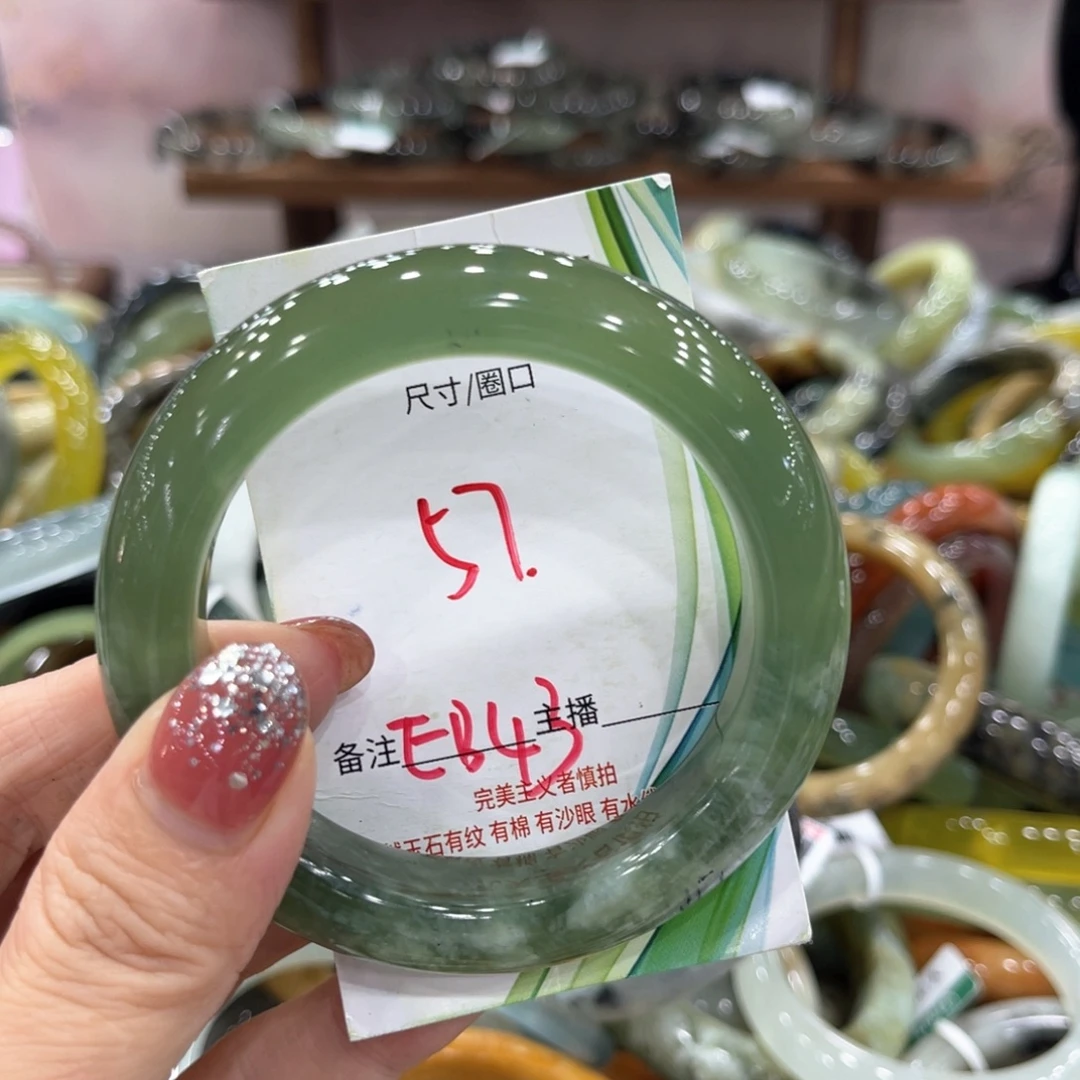 尺寸/圈口
57.
备注EB43主播
完美主义者慎拍
玉石有纹 有棉 有沙眼 有水